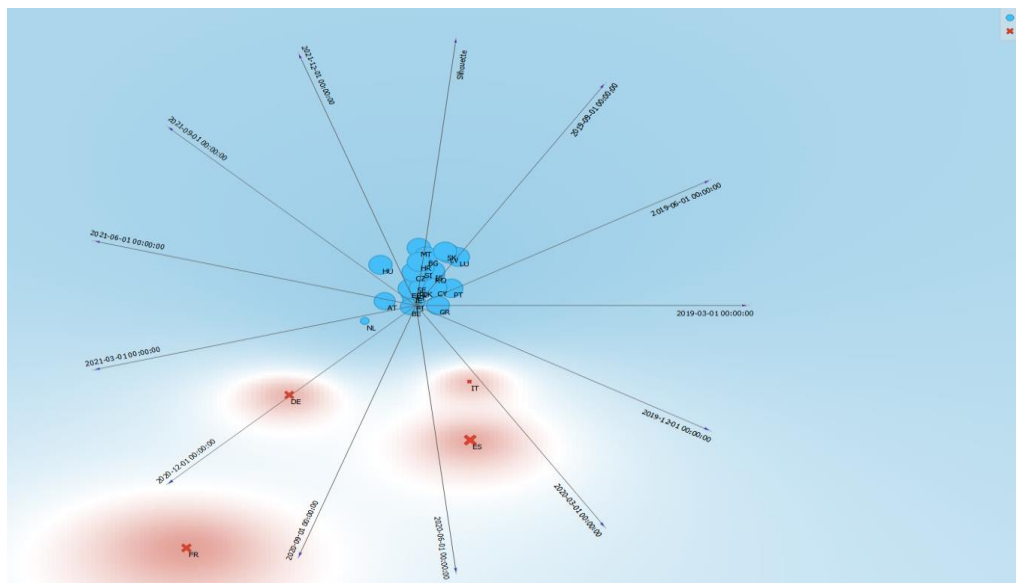 Silhouette
2021-12-01 00:00:00
2019-09-01 00:00:00
2021-09-01 00:00:00
2019-06-01 00:00:00
2021-06-01 00:00:00
MT
SK
BG
LU
HR
HU
SI
CZ
CY
PT
AT
GR
BE
2019-03-01 00:00:00
NL
2021-03-01 00:00:00
IT
DE
2019-12-01 00:00:00
ES
2020-12-01 00:00:00
2020-03-01 00:00:00
2020-09-01 00:00:00
2020-06-01 00:00:00
FR